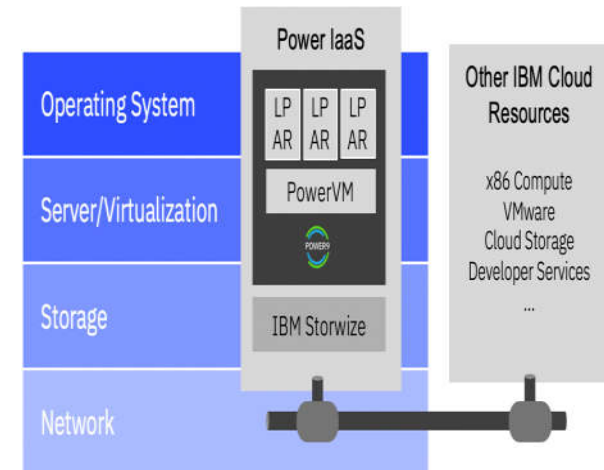 Operating System
Server/Virtualization
Storage
Network
Power IaaS
LP
AR
LP
AR
LP
AR
PowerVM
POWER9
IBM Storwize
Other IBM Cloud
Resources
x86 Compute
VMware
Cloud Storage
Developer Services
...